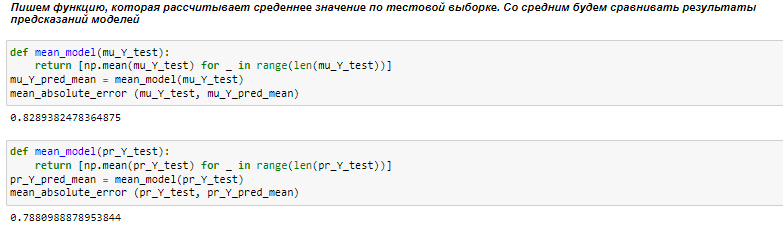 Пишем функцию, которая рассчитывает среденнее значение по тестовой выборке. Со средним будем сравнивать результаты
предсказаний моделей
def mean_model(mu_Y_test):
    return [np.mean(mu_Y_test) for _ in range(len(mu_Y_test))]
mu_Y_pred_mean = mean_model(mu_Y_test)
mean_absolute_error (mu_Y_test, mu_Y_pred_mean)
0.8289382478364875
def mean_model(pr_Y_test):
    return [np.mean(pr_Y_test) for _ in range(len(pr_Y_test))]
pr_Y_pred_mean = mean_model(pr_Y_test)
mean_absolute_error (pr_Y_test, pr_Y_pred_mean)
0.7880988878953844